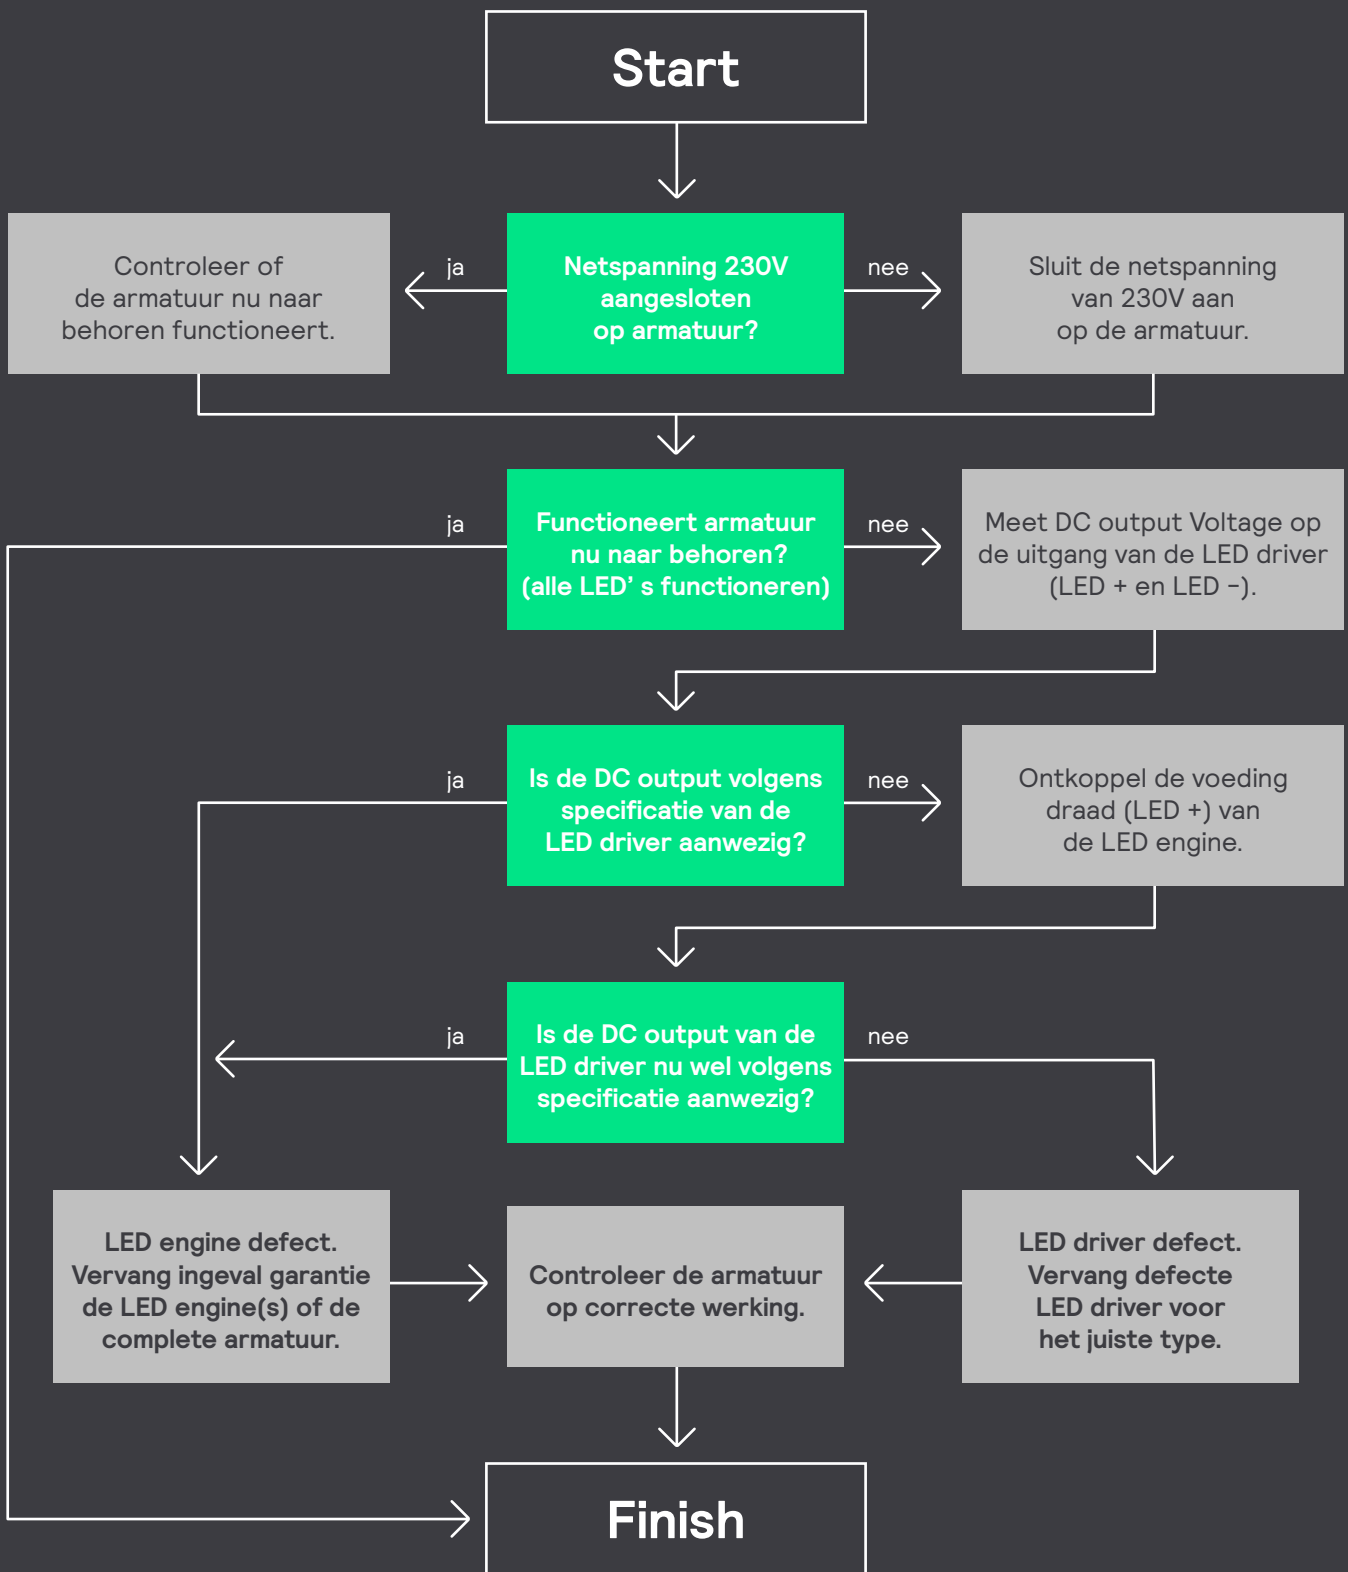 Start
Controleer of
de armatuur nu naar
behoren functioneert.
ja
Netspanning 230V
aangesloten
op armatuur?
nee
Sluit de netspanning
van 230V aan
op de armatuur.
ja
Functioneert armatuur
nu naar behoren?
(alle LED' s functioneren)
nee
Meet DC output Voltage op
de uitgang van de LED driver
(LED + en LED -).
ja
Is de DC output volgens
specificatie van de
LED driver aanwezig?
nee
Ontkoppel de voeding
draad (LED +) van
de LED engine.
ja
Is de DC output van de
LED driver nu wel volgens
specificatie aanwezig?
nee
LED engine defect.
Vervang ingeval garantie
de LED engine(s) of de
complete armatuur.
Controleer de armatuur
op correcte werking.
LED driver defect.
Vervang defecte
LED driver voor
het juiste type.
Finish